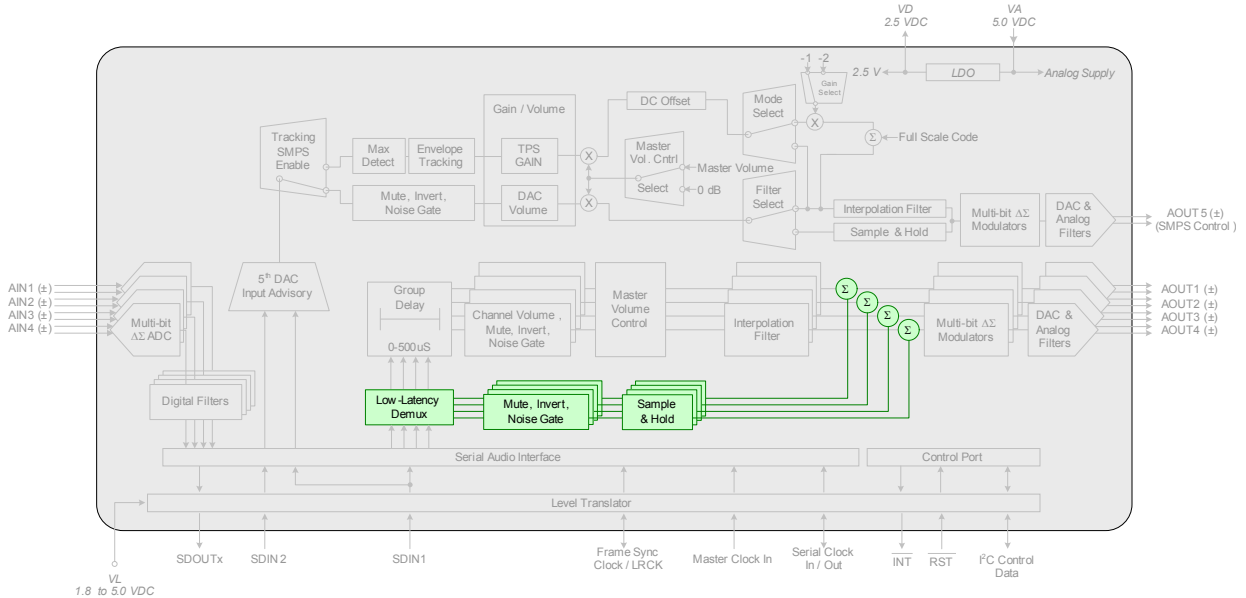 VD
2.5 VDC
VA
5.0 VDC
-1 -2
2.5 V
LDO
Analog Supply
Gain
Select
Gain / Volume
DC Offset
Mode
Select
X
Σ
Full Scale Code
Tracking
SMPS
Enable
Max
Detect
Envelope
Tracking
TPS
GAIN
X
Master
Vol. Cntrl
Select
Master Volume
0 dB
Mute, Invert,
Noise Gate
DAC
Volume
X
Filter
Select
Interpolation Filter
Sample & Hold
Multi-bit ΔΣ
Modulators
DAC &
Analog
Filters
AOUT5 (±)
(SMPS Control )
AIN1 (±)
AIN2 (±)
AIN3 (±)
AIN4 (±)
Multi-bit
ΔΣ ADC
5th DAC
Input Advisory
Group
Delay
0-500uS
Channel Volume ,
Mute, Invert,
Noise Gate
Master
Volume
Control
Interpolation
Filter
Σ
Σ
Σ
Σ
Multi-bit ΔΣ
Modulators
DAC &
Analog
Filters
AOUT1 (±)
AOUT2 (±)
AOUT3 (±)
AOUT4 (±)
Digital Filters
Low-Latency
Demux
Mute, Invert,
Noise Gate
Sample
& Hold
Serial Audio Interface
Control Port
Level Translator
VL
1.8 to 5.0 VDC
SDOUTx
SDIN2
SDIN1
Frame Sync
Clock / LRCK
Master Clock In
Serial Clock
In / Out
INT
RST
I²C Control
Data